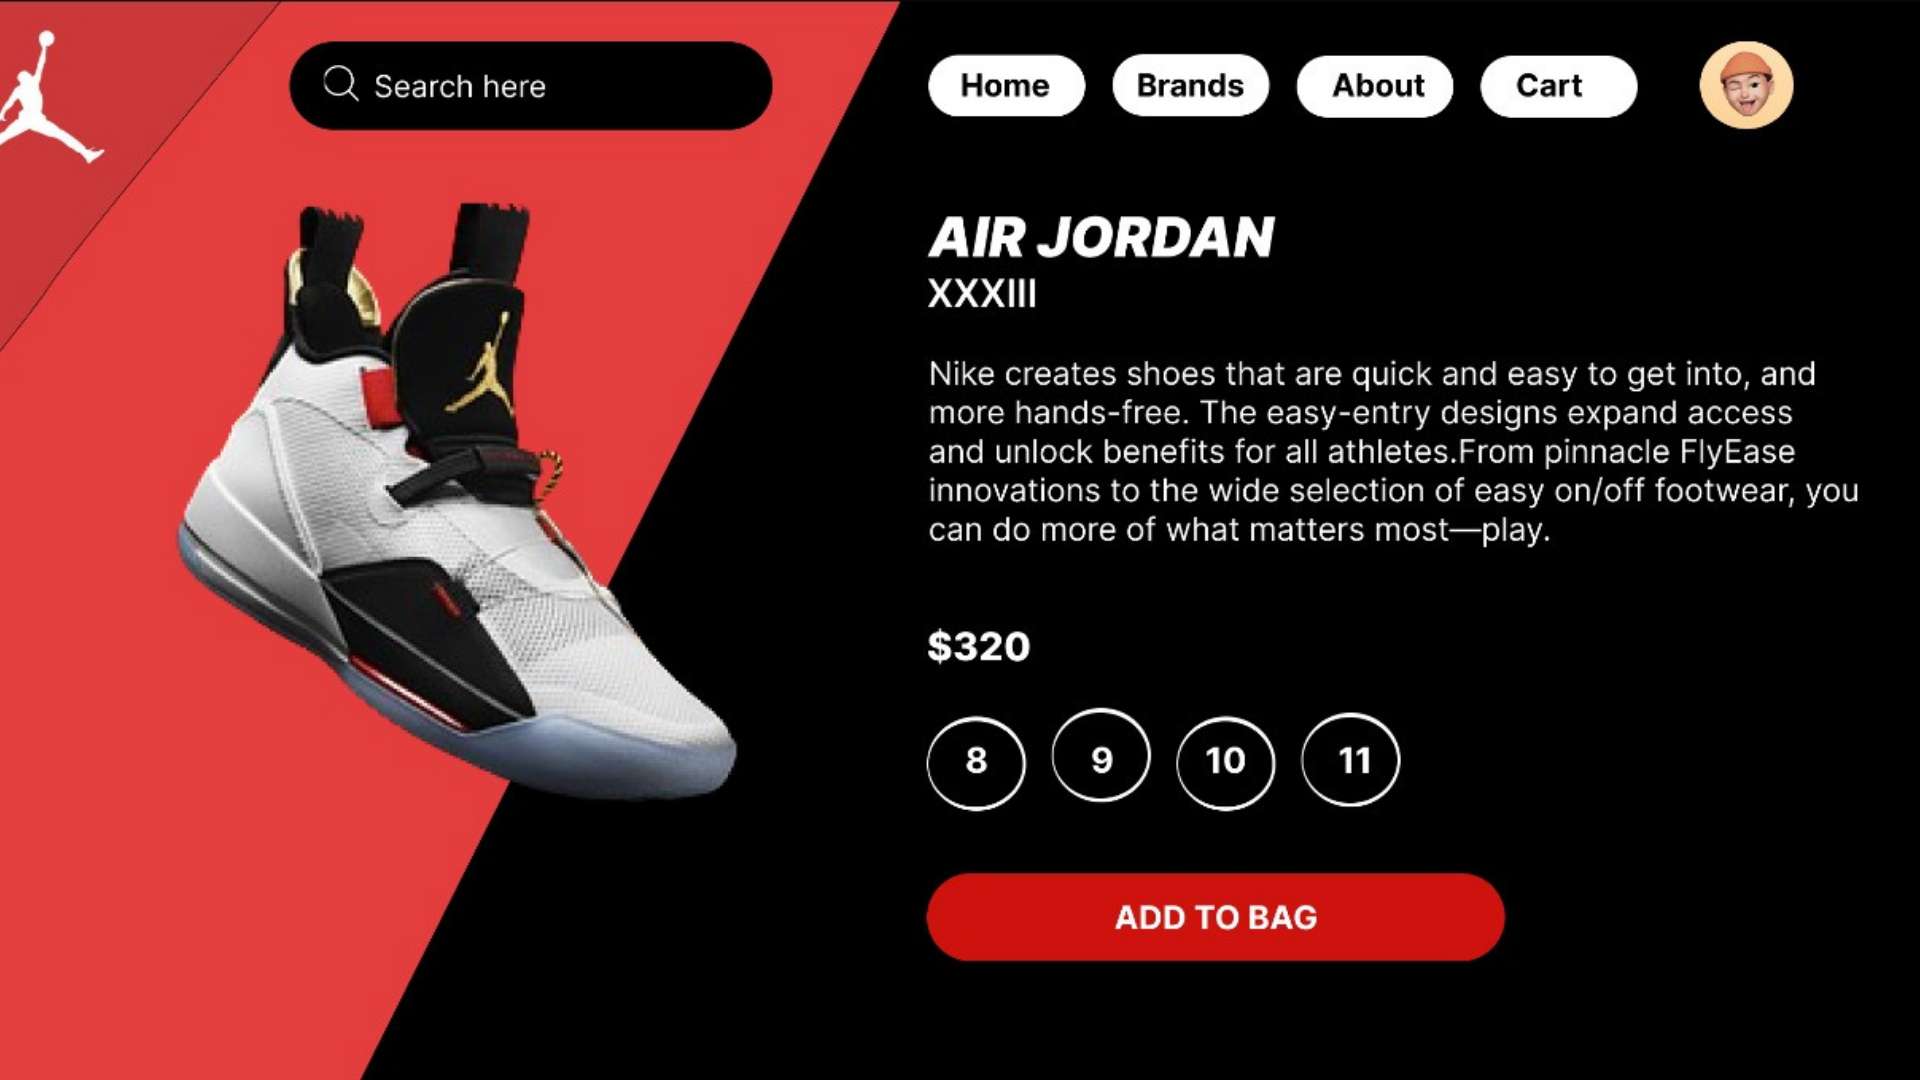 Search here
Home
Brands
About
Cart
AIR JORDAN
XXXIII
Nike creates shoes that are quick and easy to get into, and
more hands-free. The easy-entry designs expand access
and unlock benefits for all athletes.From pinnacle FlyEase
innovations to the wide selection of easy on/off footwear, you
can do more of what matters most—play.
$320
8
9
10
11
ADD TO BAG